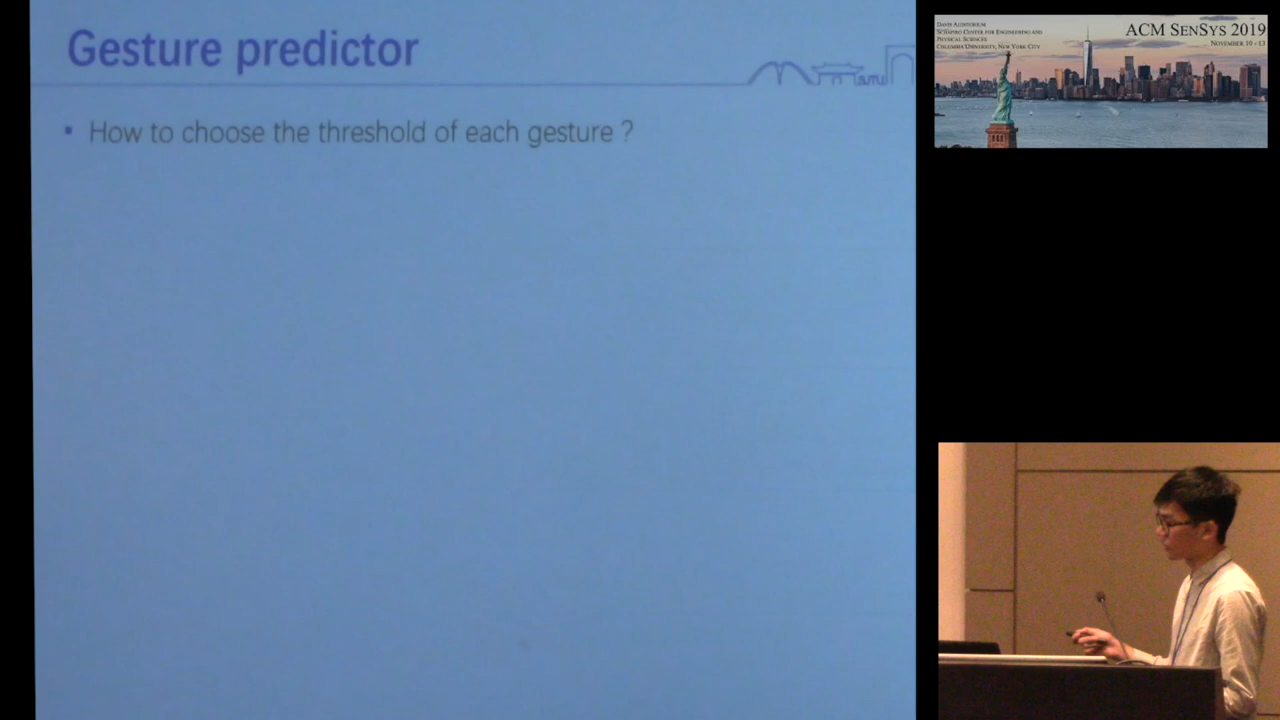 Gesture predictor
▪ How to choose the threshold of each gesture ?
DAVIS AUDITORIUM
SCHAPIRO CENTER FOR ENGINEERING AND
PHYSICAL SCIENCES
COLUMBIA UNIVERSITY, NEW YORK CITY
ACM SENSYS 2019
NOVEMBER 10 - 13